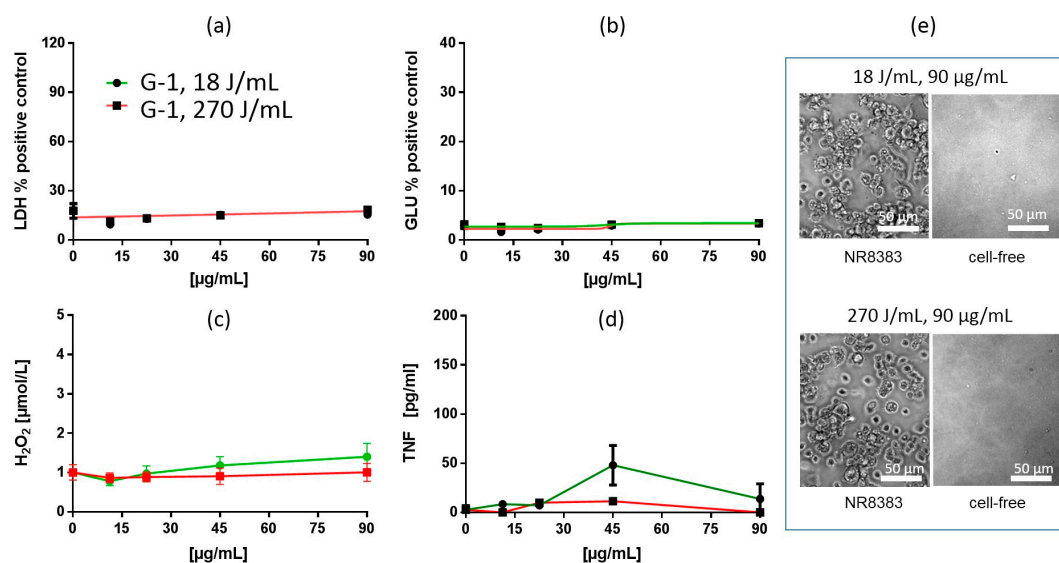 (a)
LDH % positive control
120
90
60
30
0
G-1, 18 J/mL
G-1, 270 J/mL
0 15 30 45 60 75 90
[µg/mL]
(b)
GLU % positive control
40
30
20
10
0
0 15 30 45 60 75 90
[µg/mL]
(c)
H₂O₂ [µmol/L]
5
4
3
2
1
0
0 15 30 45 60 75 90
[µg/mL]
(d)
TNF [pg/ml]
200
150
100
50
0
0 15 30 45 60 75 90
[µg/mL]
(e)
18 J/mL, 90 µg/mL
50 µm
50 µm
NR8383 cell-free
270 J/mL, 90 µg/mL
50 µm
50 µm
NR8383 cell-free